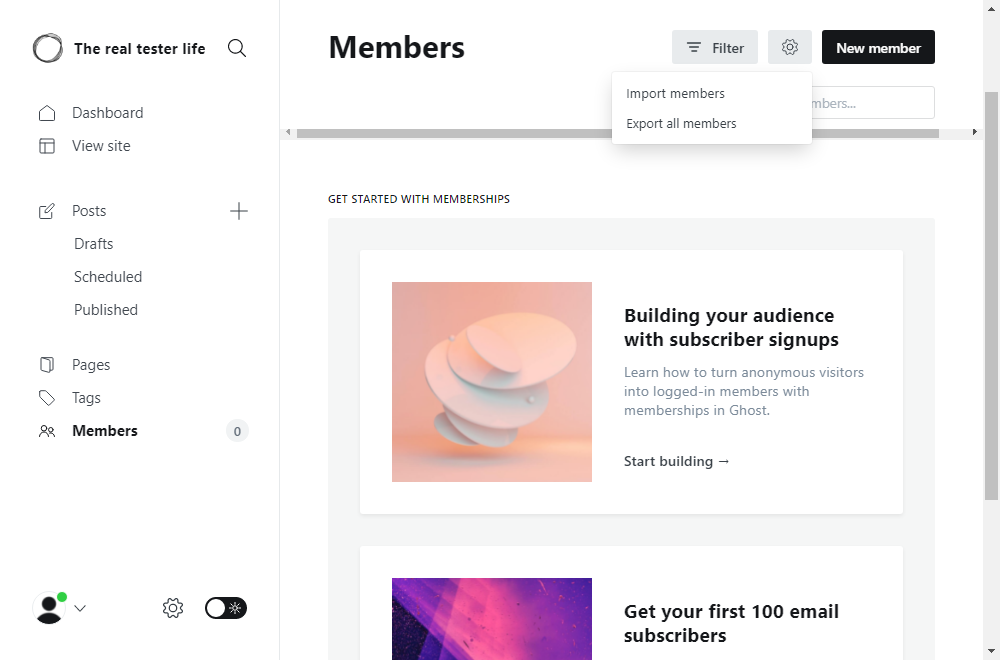 The real tester life
Dashboard
View site
Posts
Drafts
Scheduled
Published
Pages
Tags
Members
0
Members
Filter
New member
Import members
Export all members
GET STARTED WITH MEMBERSHIPS
Building your audience
with subscriber signups
Learn how to turn anonymous visitors
into logged-in members with
memberships in Ghost.
Start building →
Get your first 100 email
subscribers